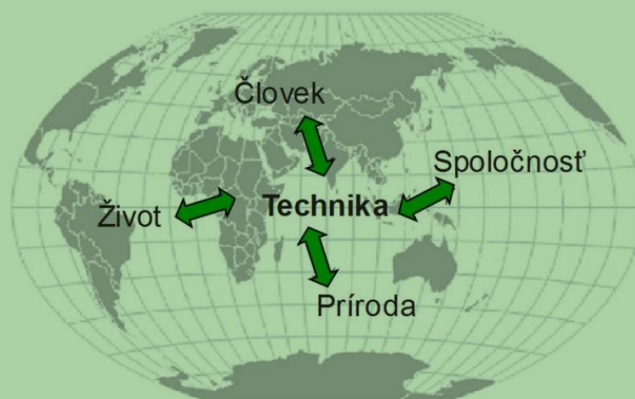 Človek
Spoločnosť
Život
Technika
Príroda